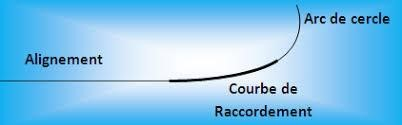 Arc de cercle
Alignement
Courbe de
Raccordement